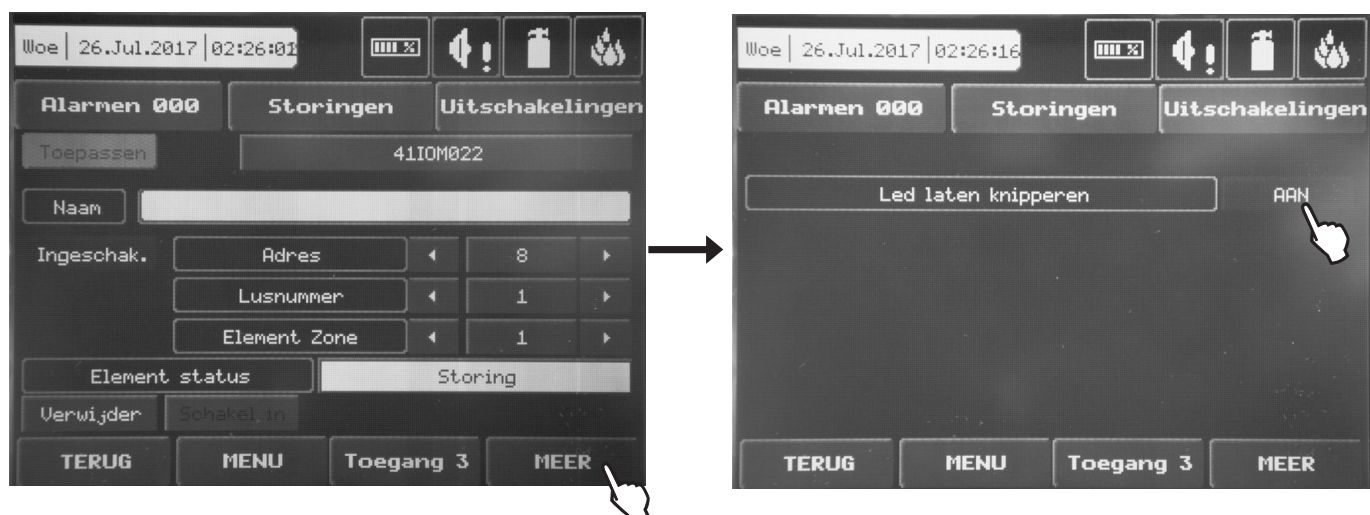 Woe 26.Jul.2017 02:26:01 %
Alarmen 000 Storingen Uitschakelingen
Toepassen 41IOM022
Naam
Ingeschak. Adres 8
Lusnummer 1
Element Zone 1
Element status Storing
Verwijder Schakel in
TERUG MENU Toegang 3 MEER
Woe 26.Jul.2017 02:26:16 %
Alarmen 000 Storingen Uitschakelingen
Led laten knipperen AAN
TERUG MENU Toegang 3 MEER